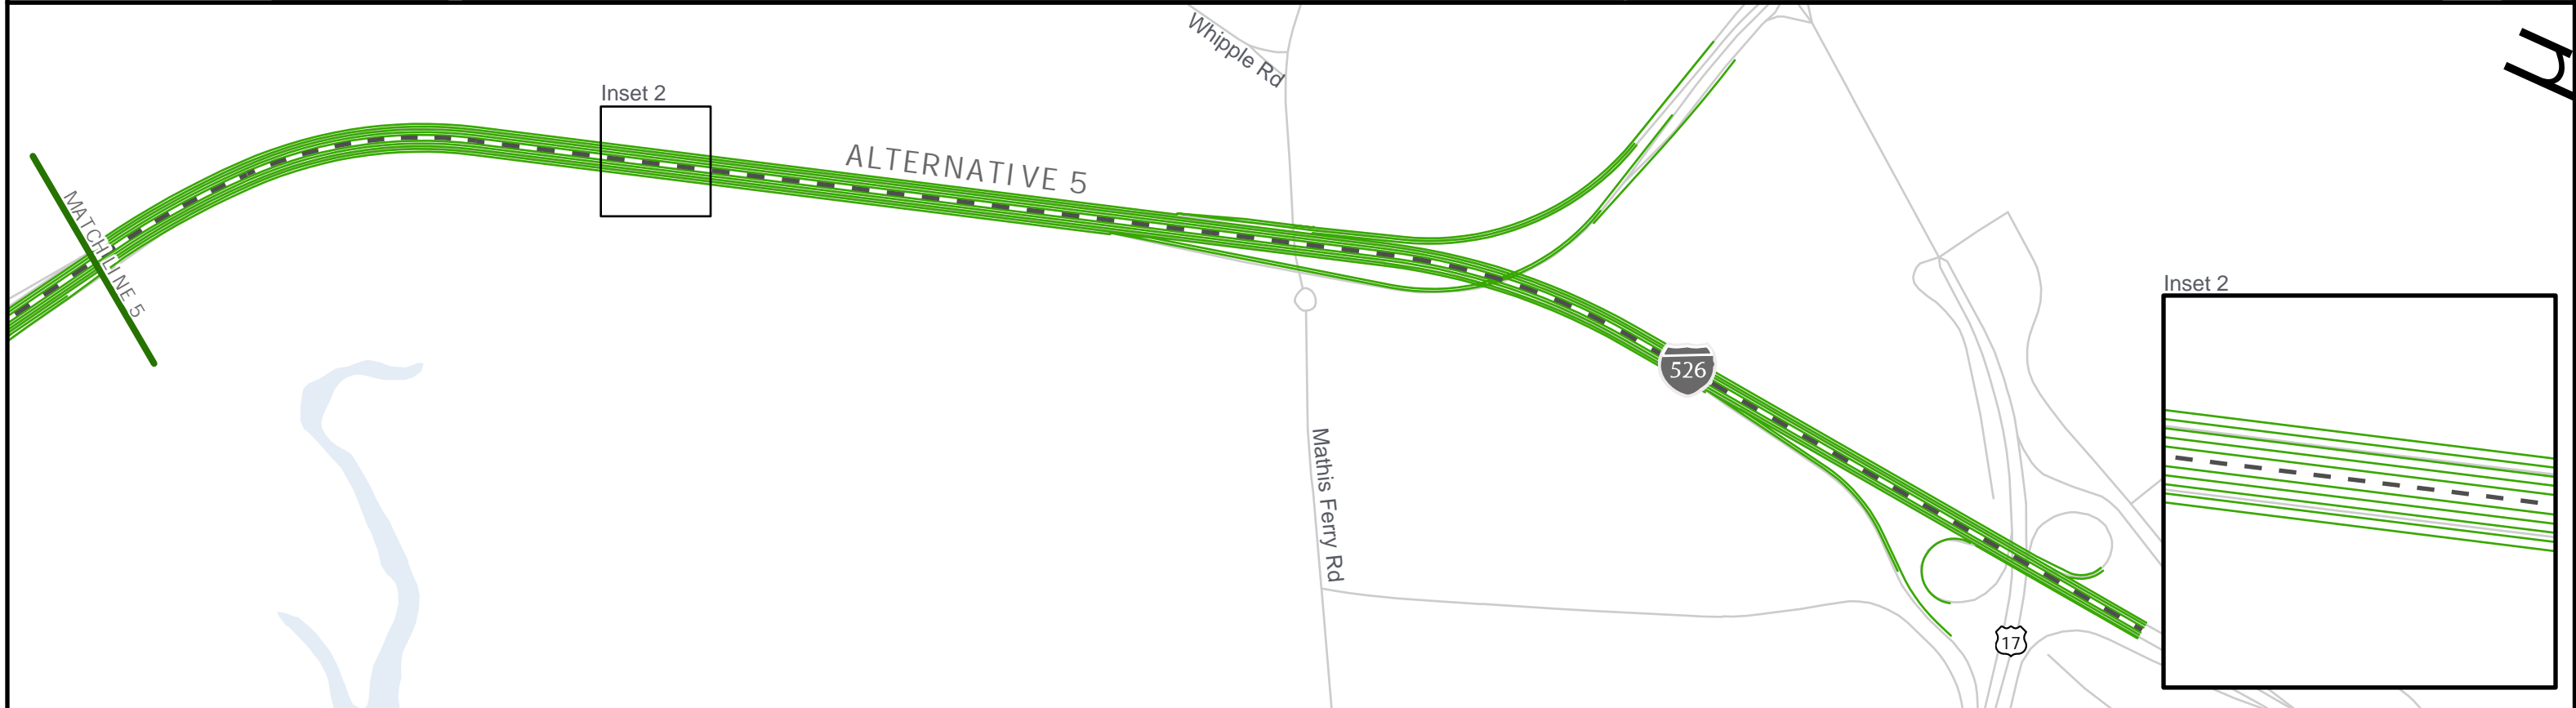 Whipple Rd
Inset 2
ALTERNATIVE 5
MATCHLINE 5
Inset 2
526
Mathis Ferry Rd
17